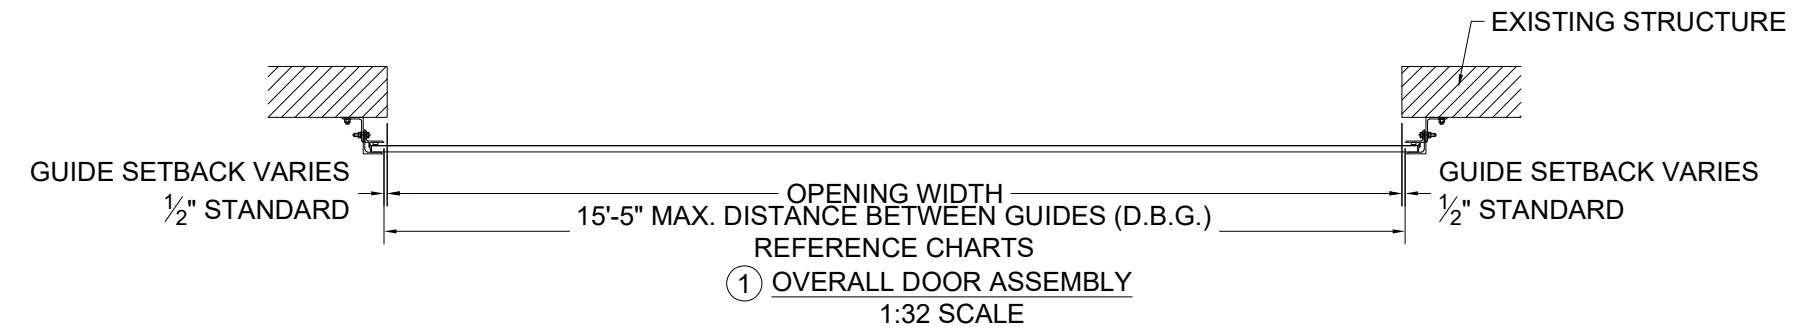 EXISTING STRUCTURE
GUIDE SETBACK VARIES
½" STANDARD
OPENING WIDTH
15'-5" MAX. DISTANCE BETWEEN GUIDES (D.B.G.)
REFERENCE CHARTS
GUIDE SETBACK VARIES
½" STANDARD
1 OVERALL DOOR ASSEMBLY
1:32 SCALE